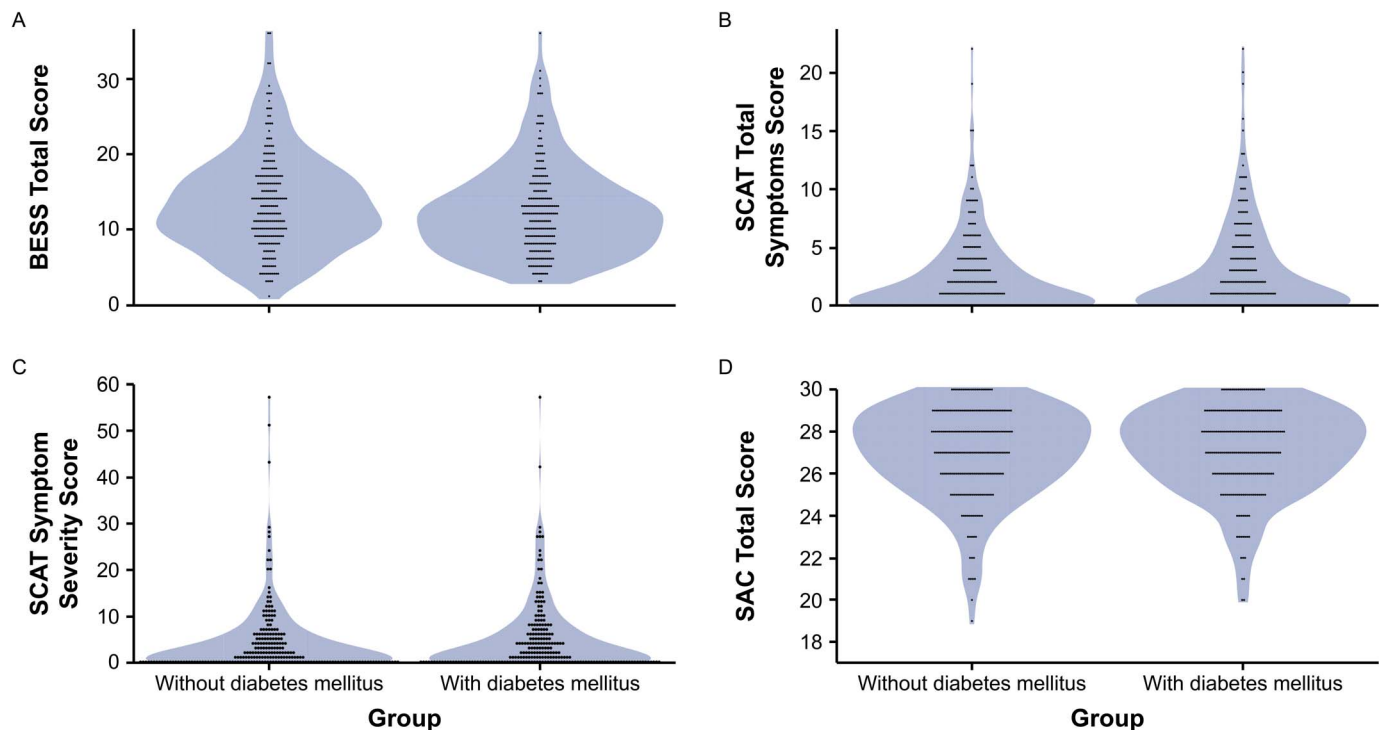 A
BESS Total Score
30
20
10
0
B
SCAT Total
Symptoms Score
20
15
10
5
0
C
SCAT Symptom
Severity Score
60
50
40
30
20
10
0
Without diabetes mellitus
With diabetes mellitus
Group
D
SAC Total Score
30
28
26
24
22
20
18
Without diabetes mellitus
With diabetes mellitus
Group